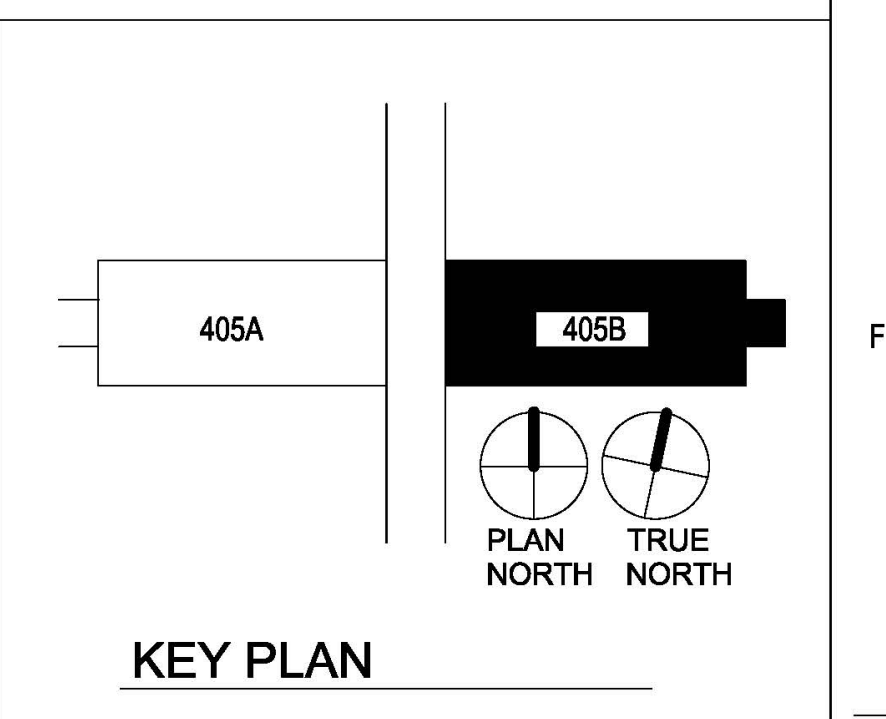 405A
405B
F
PLAN
NORTH
TRUE
NORTH
KEY PLAN